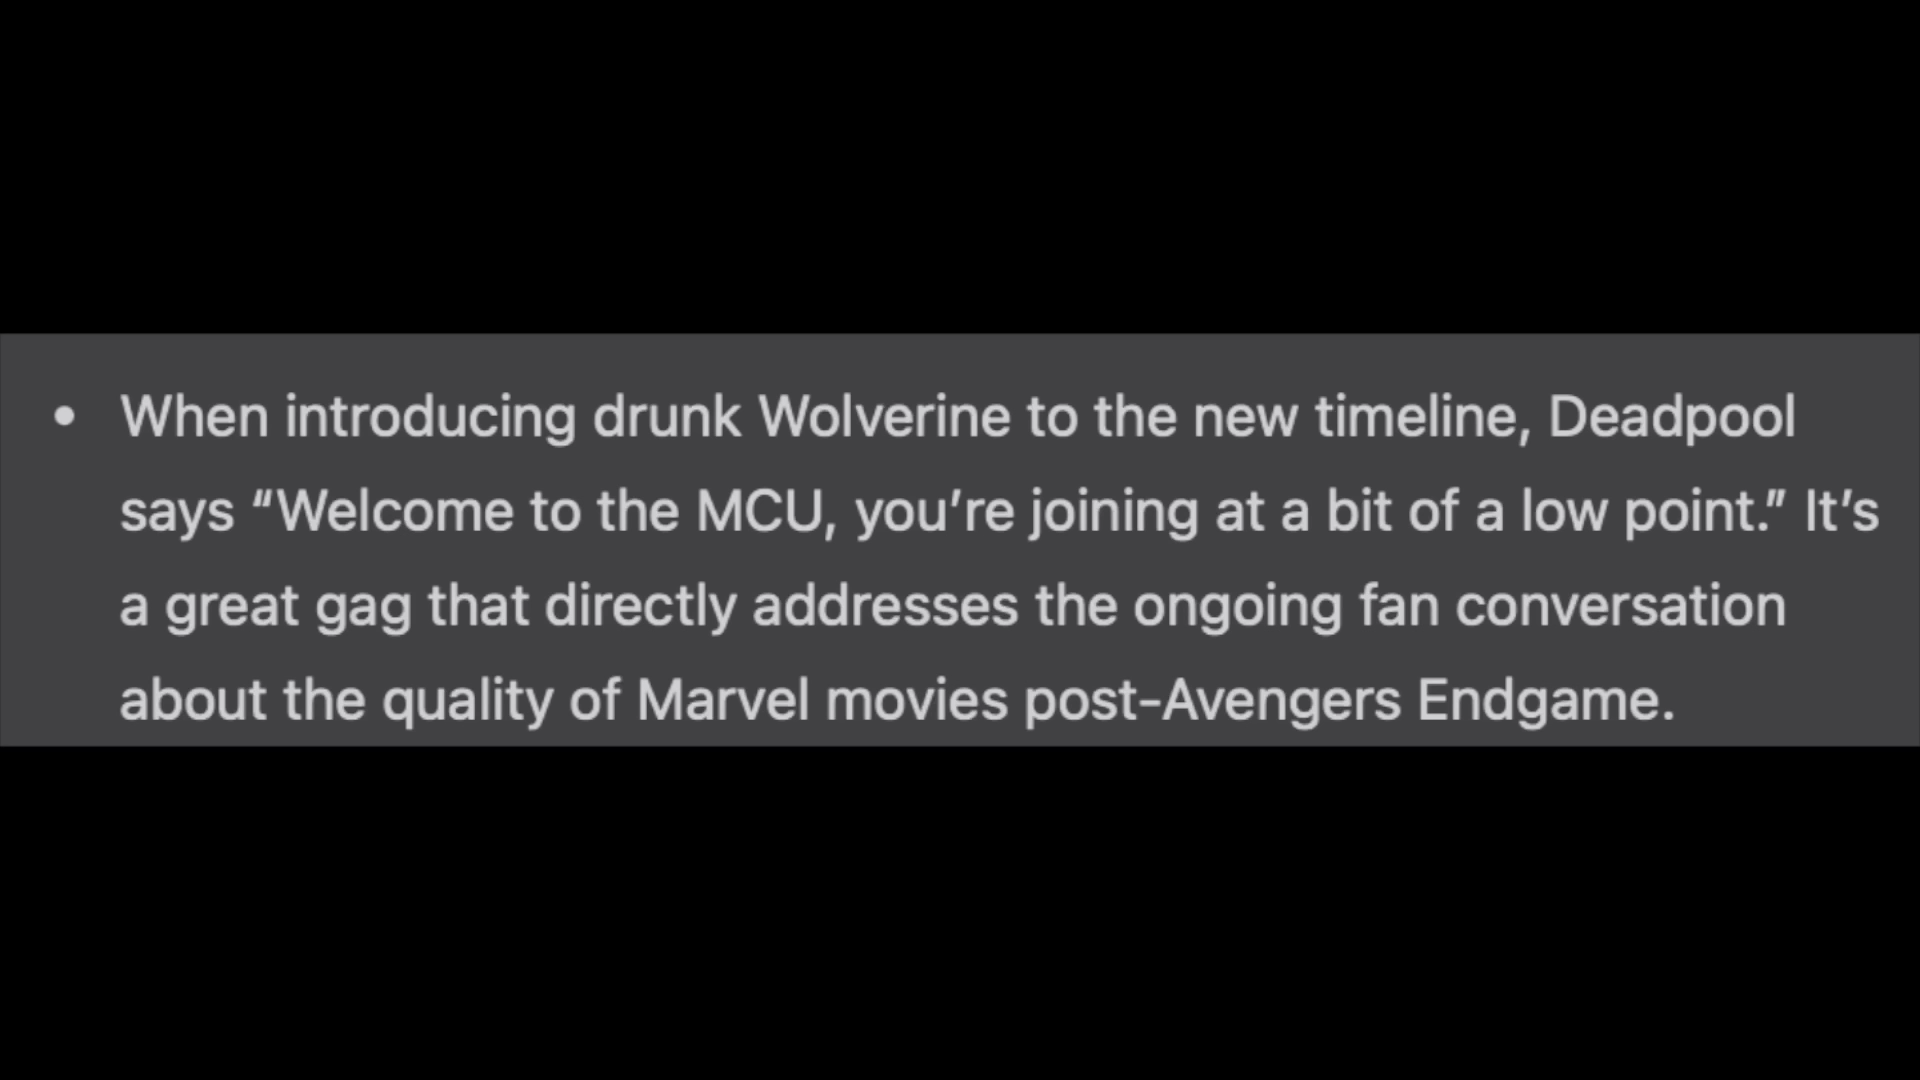 • When introducing drunk Wolverine to the new timeline, Deadpool
says “Welcome to the MCU, you’re joining at a bit of a low point.” It’s
a great gag that directly addresses the ongoing fan conversation
about the quality of Marvel movies post-Avengers Endgame.